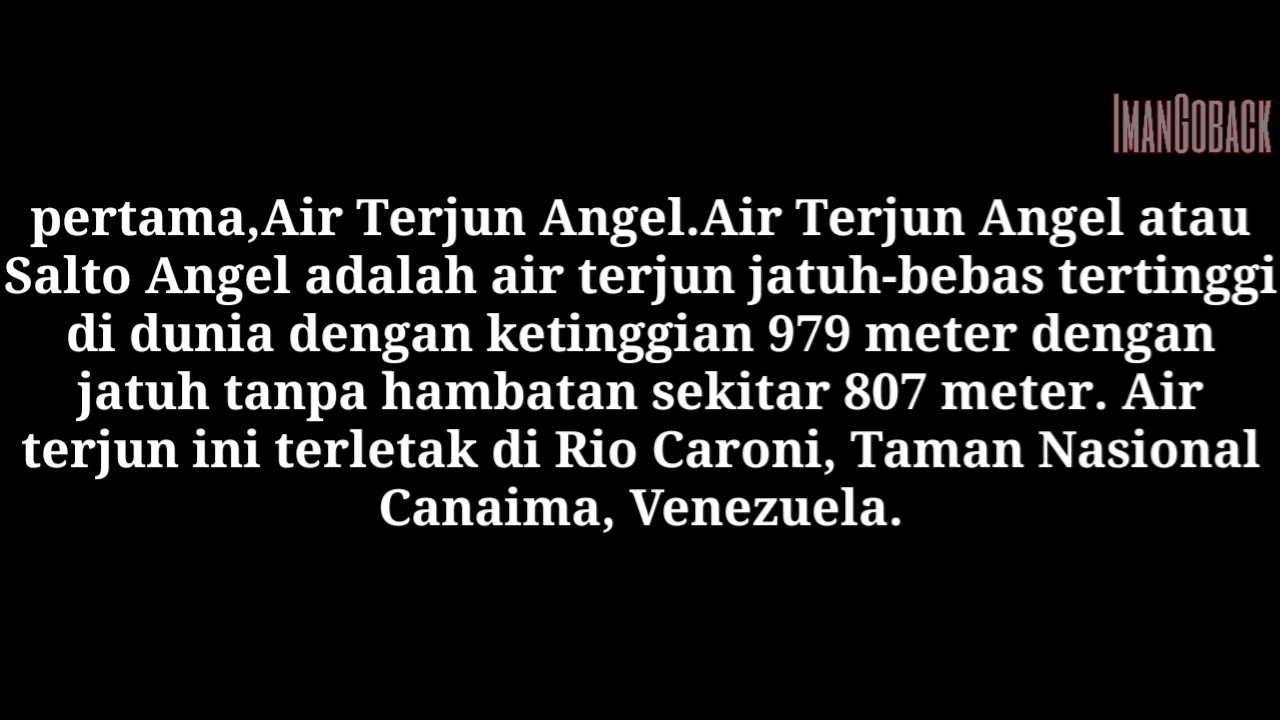 ImanGoback
pertama,Air Terjun Angel.Air Terjun Angel atau
Salto Angel adalah air terjun jatuh-bebas tertinggi
di dunia dengan ketinggian 979 meter dengan
jatuh tanpa hambatan sekitar 807 meter. Air
terjun ini terletak di Rio Caroni, Taman Nasional
Canaima, Venezuela.